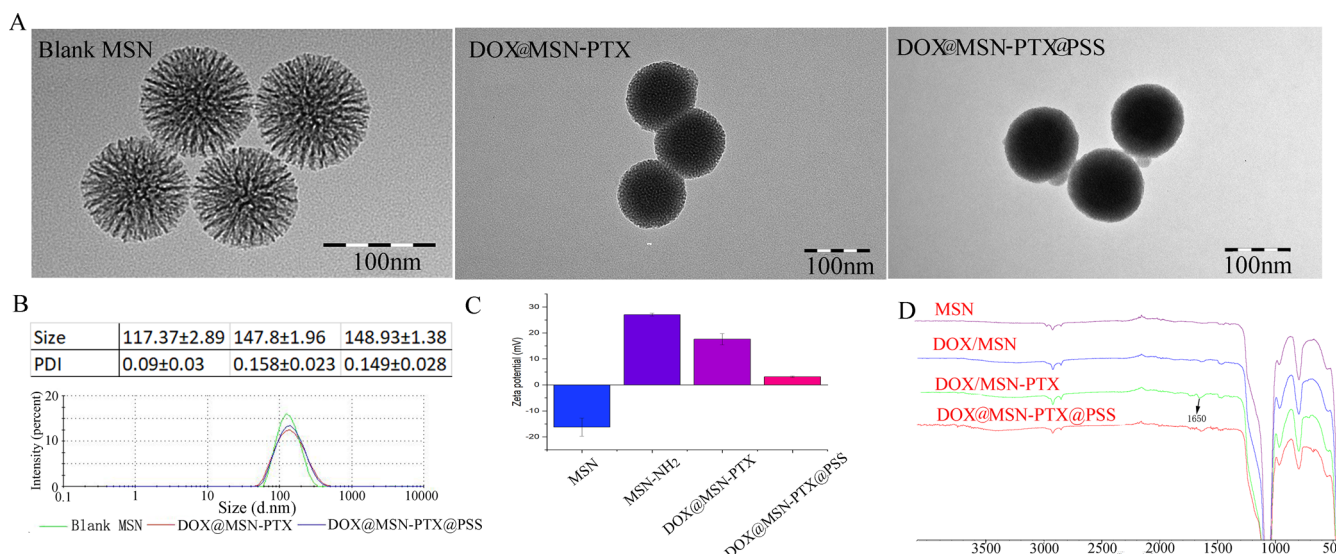 A
Blank MSN
100nm
DOX@MSN-PTX
100nm
DOX@MSN-PTX@PSS
100nm
B
Size 117.37±2.89 147.8±1.96 148.93±1.38
PDI 0.09±0.03 0.158±0.023 0.149±0.028
Intensity (percent)
20
15
10
0
0.1 1 10 100 1000 10000
Size (d.nm)
Blank MSN DOX@MSN-PTX DOX@MSN-PTX@PSS
C
Zeta potential (mV)
30
20
10
0
-10
-20
MSN
MSN-NH₂
DOX@MSN-PTX
DOX@MSN-PTX@PSS
D
MSN
DOX/MSN
DOX/MSN-PTX
1650
DOX@MSN-PTX@PSS
3500 3000 2500 2000 1500 1000